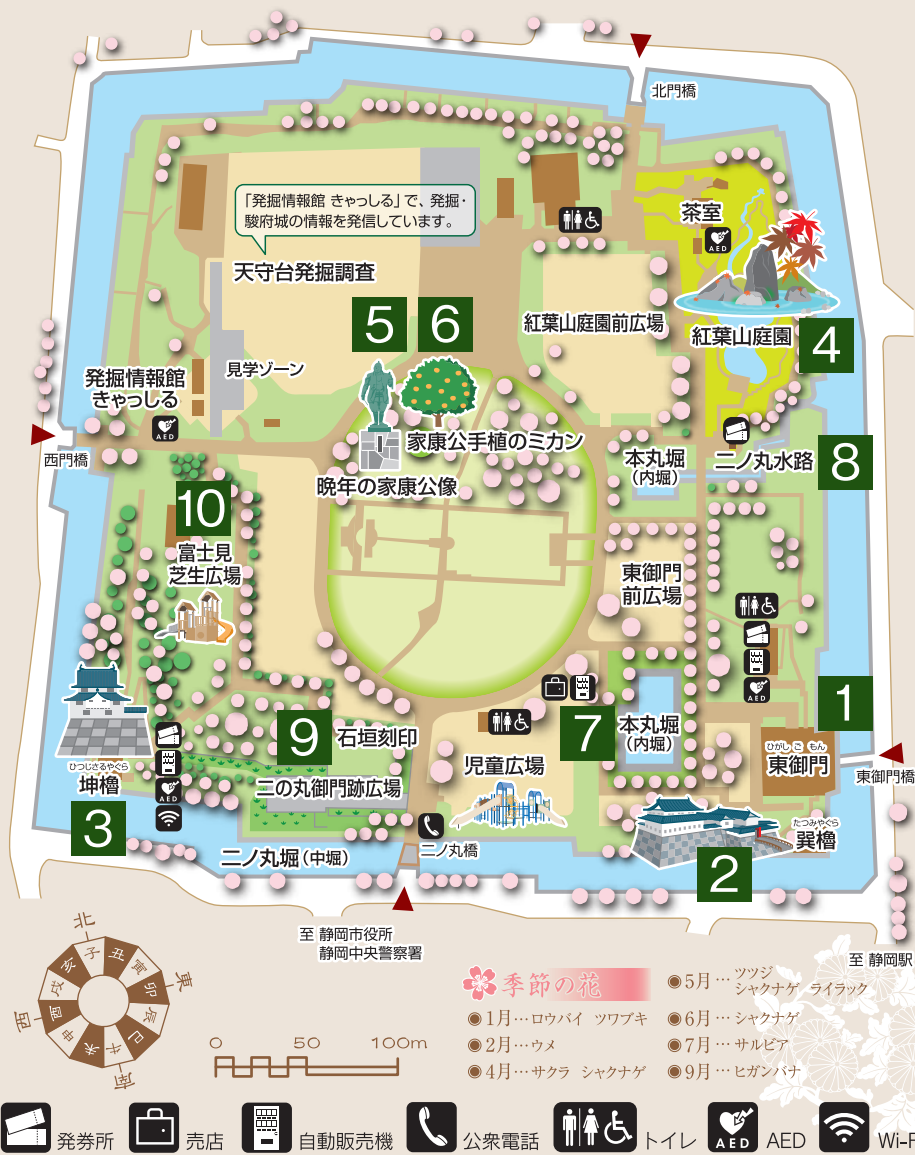 北門橋
「発掘情報館 きゃっしる」で、発掘・
駿府城の情報を発信しています。
天守台発掘調査
茶室
AED
5
6
紅葉山庭園前広場
紅葉山庭園
4
見学ゾーン
発掘情報館
きゃっしる
AED
西門橋
家康公手植のミカン
晩年の家康公像
本丸堀
(内堀)
二ノ丸水路
8
10
富士見
芝生広場
東御門
前広場
AED
1
7
本丸堀
(内堀)
ひがし ご もん
東御門
東御門橋
9
石垣刻印
二の丸御門跡広場
児童広場
ひつじさるやぐら
坤櫓
AED
3
たつみやぐら
巽櫓
2
二ノ丸堀(中堀)
二ノ丸橋
至 静岡市役所
静岡中央警察署
至 静岡駅
北
東
南
西
子
丑
寅
卯
辰
巳
午
未
申
酉
戌
亥
0 50 100m
季節の花
◉1月…ロウバイ ツワブキ
◉2月…ウメ
◉4月…サクラ シャクナゲ
◉5月…ツツジ
シャクナゲ ライラック
◉6月…シャクナゲ
◉7月…サルビア
◉9月…ヒガンバナ
発券所
売店
自動販売機
公衆電話
トイレ
AED
AED
Wi-F